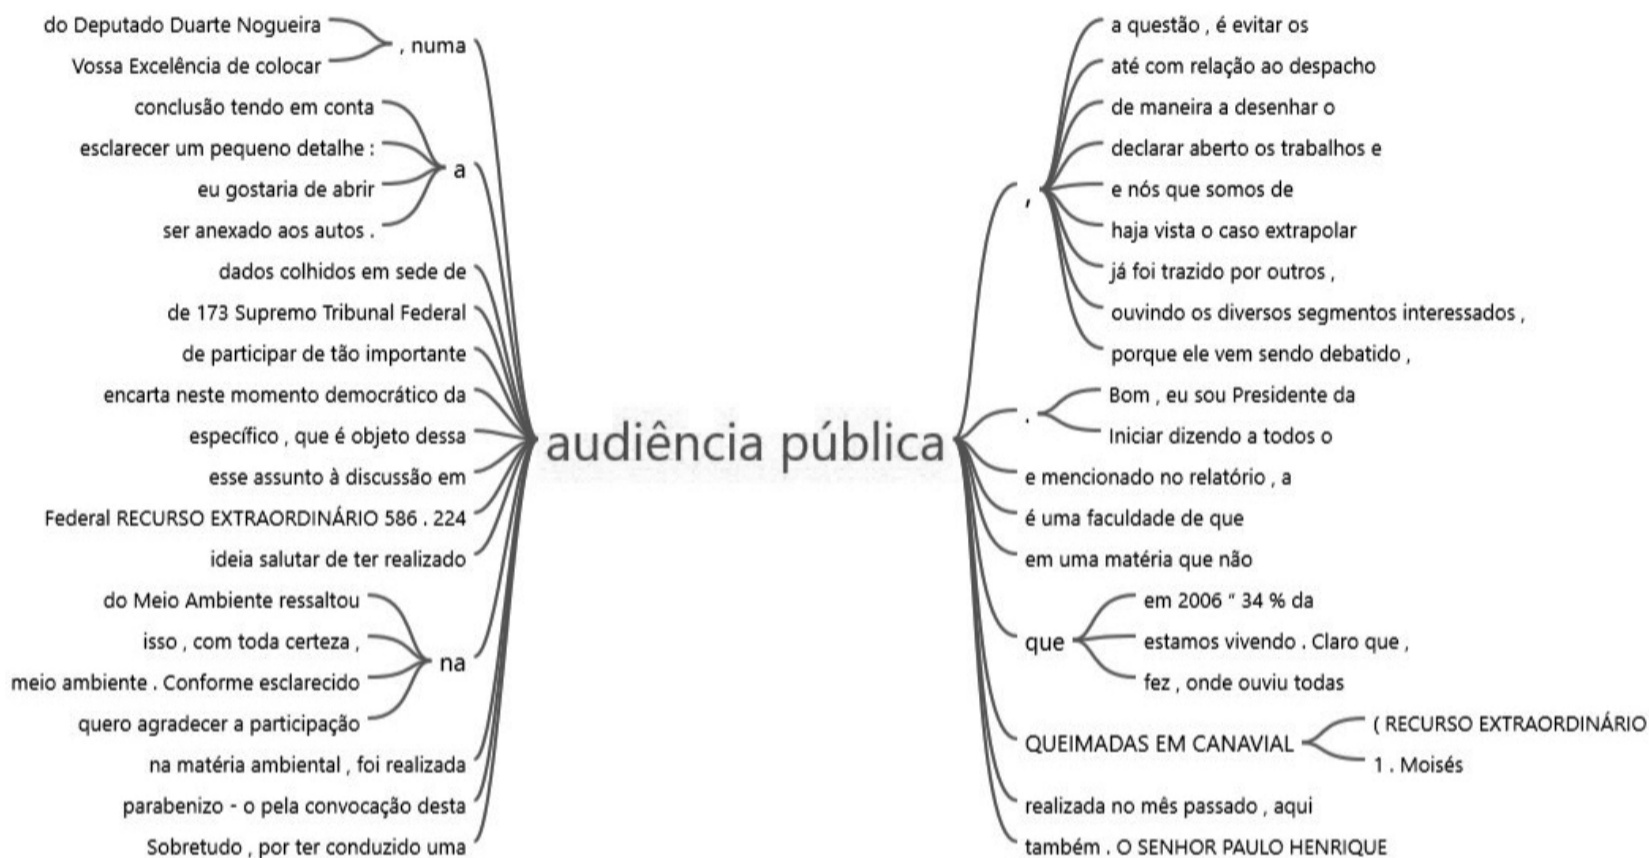 do Deputado Duarte Nogueira
Vossa Excelência de colocar
, numa
conclusão tendo em conta
esclarecer um pequeno detalhe :
eu gostaria de abrir
ser anexado aos autos .
a
dados colhidos em sede de
de 173 Supremo Tribunal Federal
de participar de tão importante
encarta neste momento democrático da
específico , que é objeto dessa
esse assunto à discussão em
Federal RECURSO EXTRAORDINÁRIO 586 . 224
ideia salutar de ter realizado
do Meio Ambiente ressaltou
isso , com toda certeza ,
meio ambiente . Conforme esclarecido
quero agradecer a participação
na
na matéria ambiental , foi realizada
parabenizo - o pela convocação desta
Sobretudo , por ter conduzido uma
audiência pública
,
a questão , é evitar os
até com relação ao despacho
de maneira a desenhar o
declarar aberto os trabalhos e
e nós que somos de
haja vista o caso extrapolar
já foi trazido por outros ,
ouvindo os diversos segmentos interessados ,
porque ele vem sendo debatido ,
.
Bom , eu sou Presidente da
Iniciar dizendo a todos o
e mencionado no relatório , a
é uma faculdade de que
em uma matéria que não
que
em 2006 " 34 % da
estamos vivendo . Claro que ,
fez , onde ouviu todas
QUEIMADAS EM CANAVIAL
( RECURSO EXTRAORDINÁRIO
1 . Moisés
realizada no mês passado , aqui
também . O SENHOR PAULO HENRIQUE